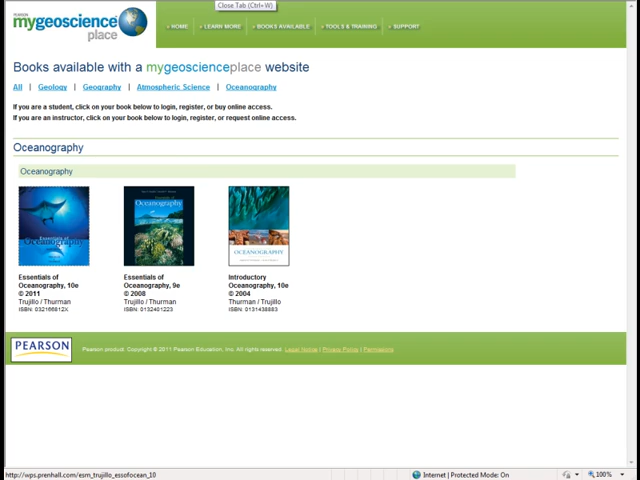 Close Tab (Ctrl+W)
PEARSON
mygeoscience
place
HOME
LEARN MORE
BOOKS AVAILABLE
TOOLS & TRAINING
SUPPORT
Books available with a mygeoscienceplace website
All | Geology | Geography | Atmospheric Science | Oceanography
If you are a student, click on your book below to login, register, or buy online access.
If you are an instructor, click on your book below to login, register, or request online access.
Oceanography
Oceanography
Essentials of
Oceanography
Oceanography
OCEANOGRAPHY
Essentials of
Oceanography, 10e
© 2011
Trujillo / Thurman
ISBN: 032166812X
Essentials of
Oceanography, 9e
© 2008
Trujillo / Thurman
ISBN: 0132401223
Introductory
Oceanography, 10e
© 2004
Thurman / Trujillo
ISBN: 0131438883
PEARSON
Pearson product. Copyright © 2011 Pearson Education, Inc. All rights reserved. Legal Notice | Privacy Policy | Permissions
http://wps.prenhall.com/esm_trujillo_essofocean_10
Internet | Protected Mode: On
100%